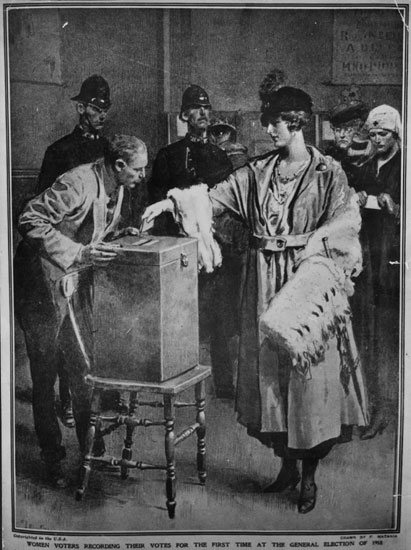 Copyrighted in the U.S.A.
DRAWN BY F. MATANIA
WOMEN VOTERS RECORDING THEIR VOTES FOR THE FIRST TIME AT THE GENERAL ELECTION OF 1918